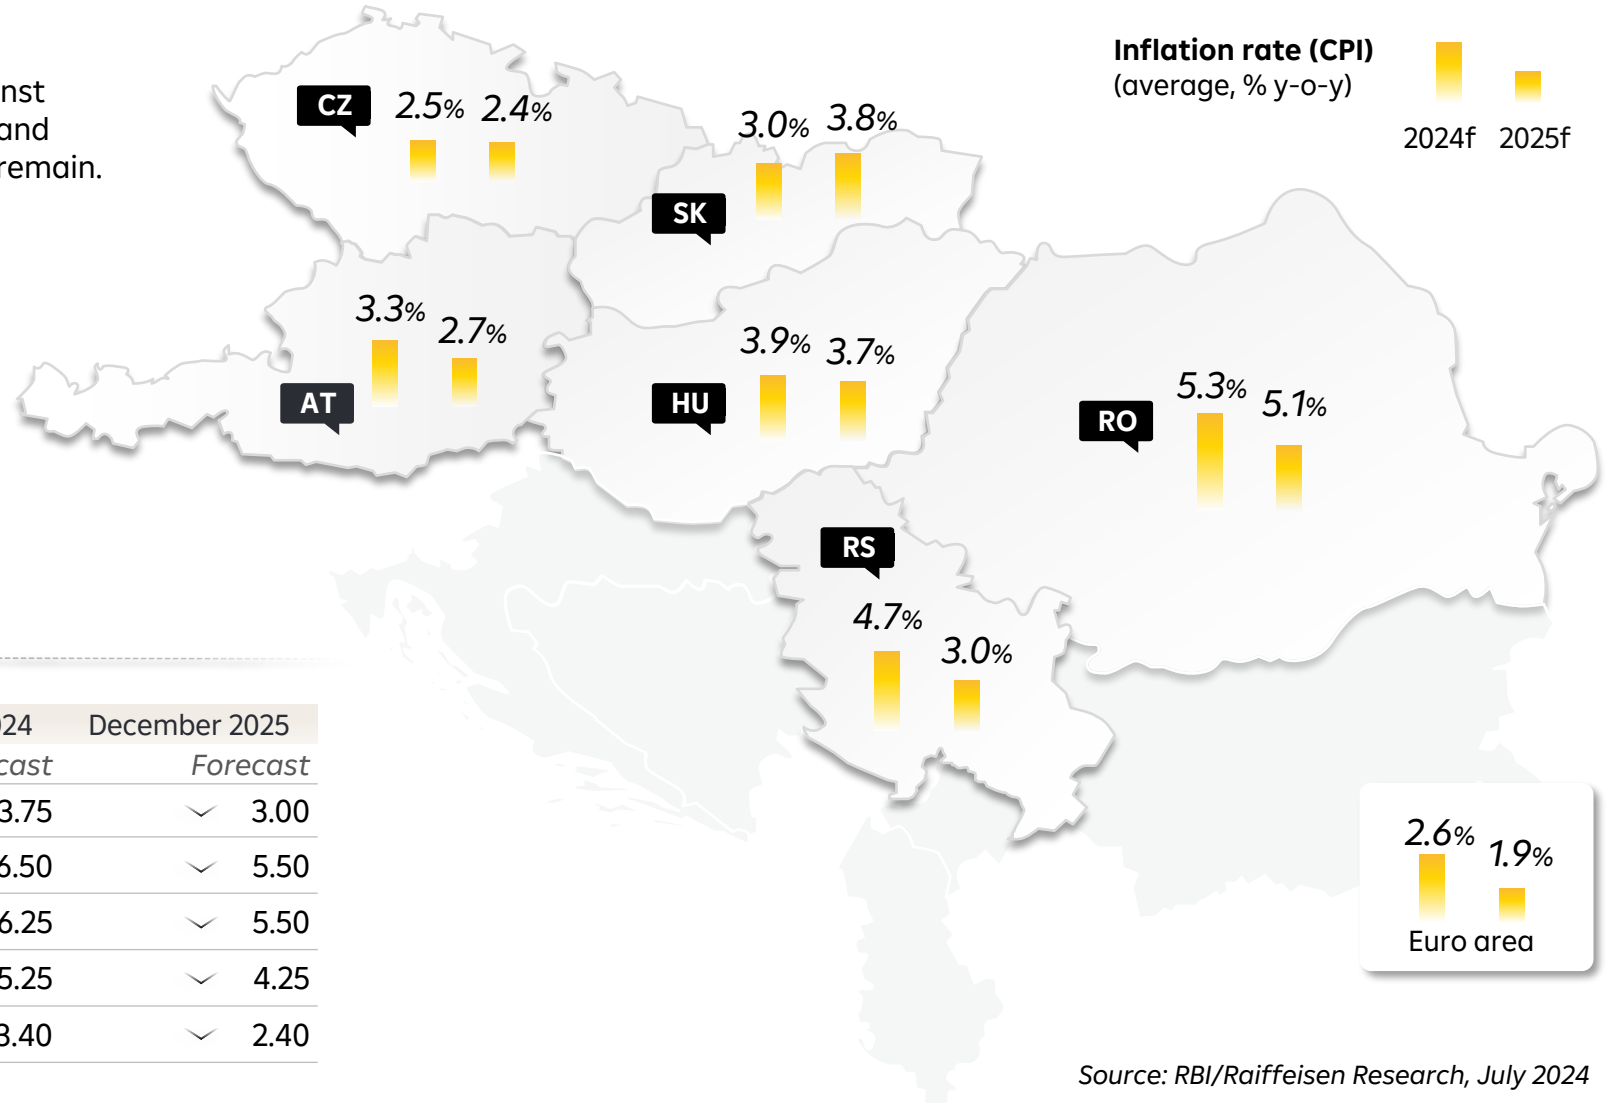 and
remain.
Inflation rate (CPI)
(average, % y-o-y)
2024f 2025f
CZ 2.5% 2.4%
SK 3.0% 3.8%
AT 3.3% 2.7%
HU 3.9% 3.7%
RO 5.3% 5.1%
RS 4.7% 3.0%
December 2025
Forecast
3.75 3.00
6.50 5.50
6.25 5.50
5.25 4.25
3.40 2.40
2.6% 1.9%
Euro area
Source: RBI/Raiffeisen Research, July 2024